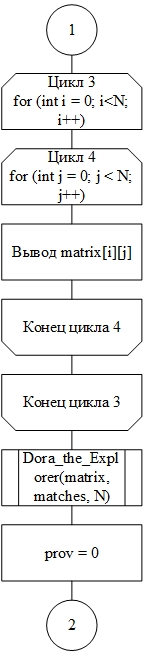 1
Цикл 3
for (int i = 0; i<N;
i++)
Цикл 4
for (int j = 0; j < N;
j++)
Вывод matrix[i][j]
Конец цикла 4
Конец цикла 3
Dora_the_Expl
orer(matrix,
matches, N)
prov = 0
2